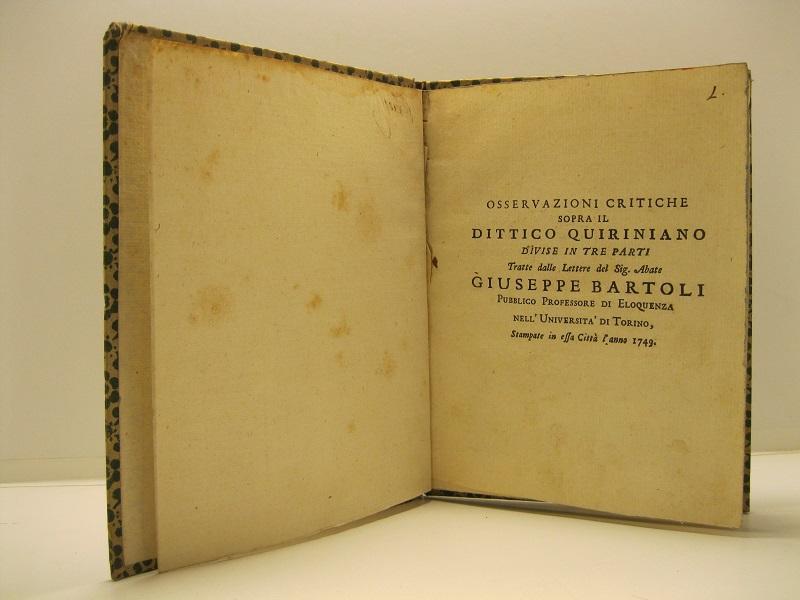 L.
OSSERVAZIONI CRITICHE
SOPRA IL
DITTICO QUIRINIANO
DIVISE IN TRE PARTI
Tratte dalle Lettere del Sig. Abate
GIUSEPPE BARTOLI
PUBBLICO PROFESSORE DI ELOQUENZA
NELL' UNIVERSITA' DI TORINO,
Stampate in eſſa Città l'anno 1749.